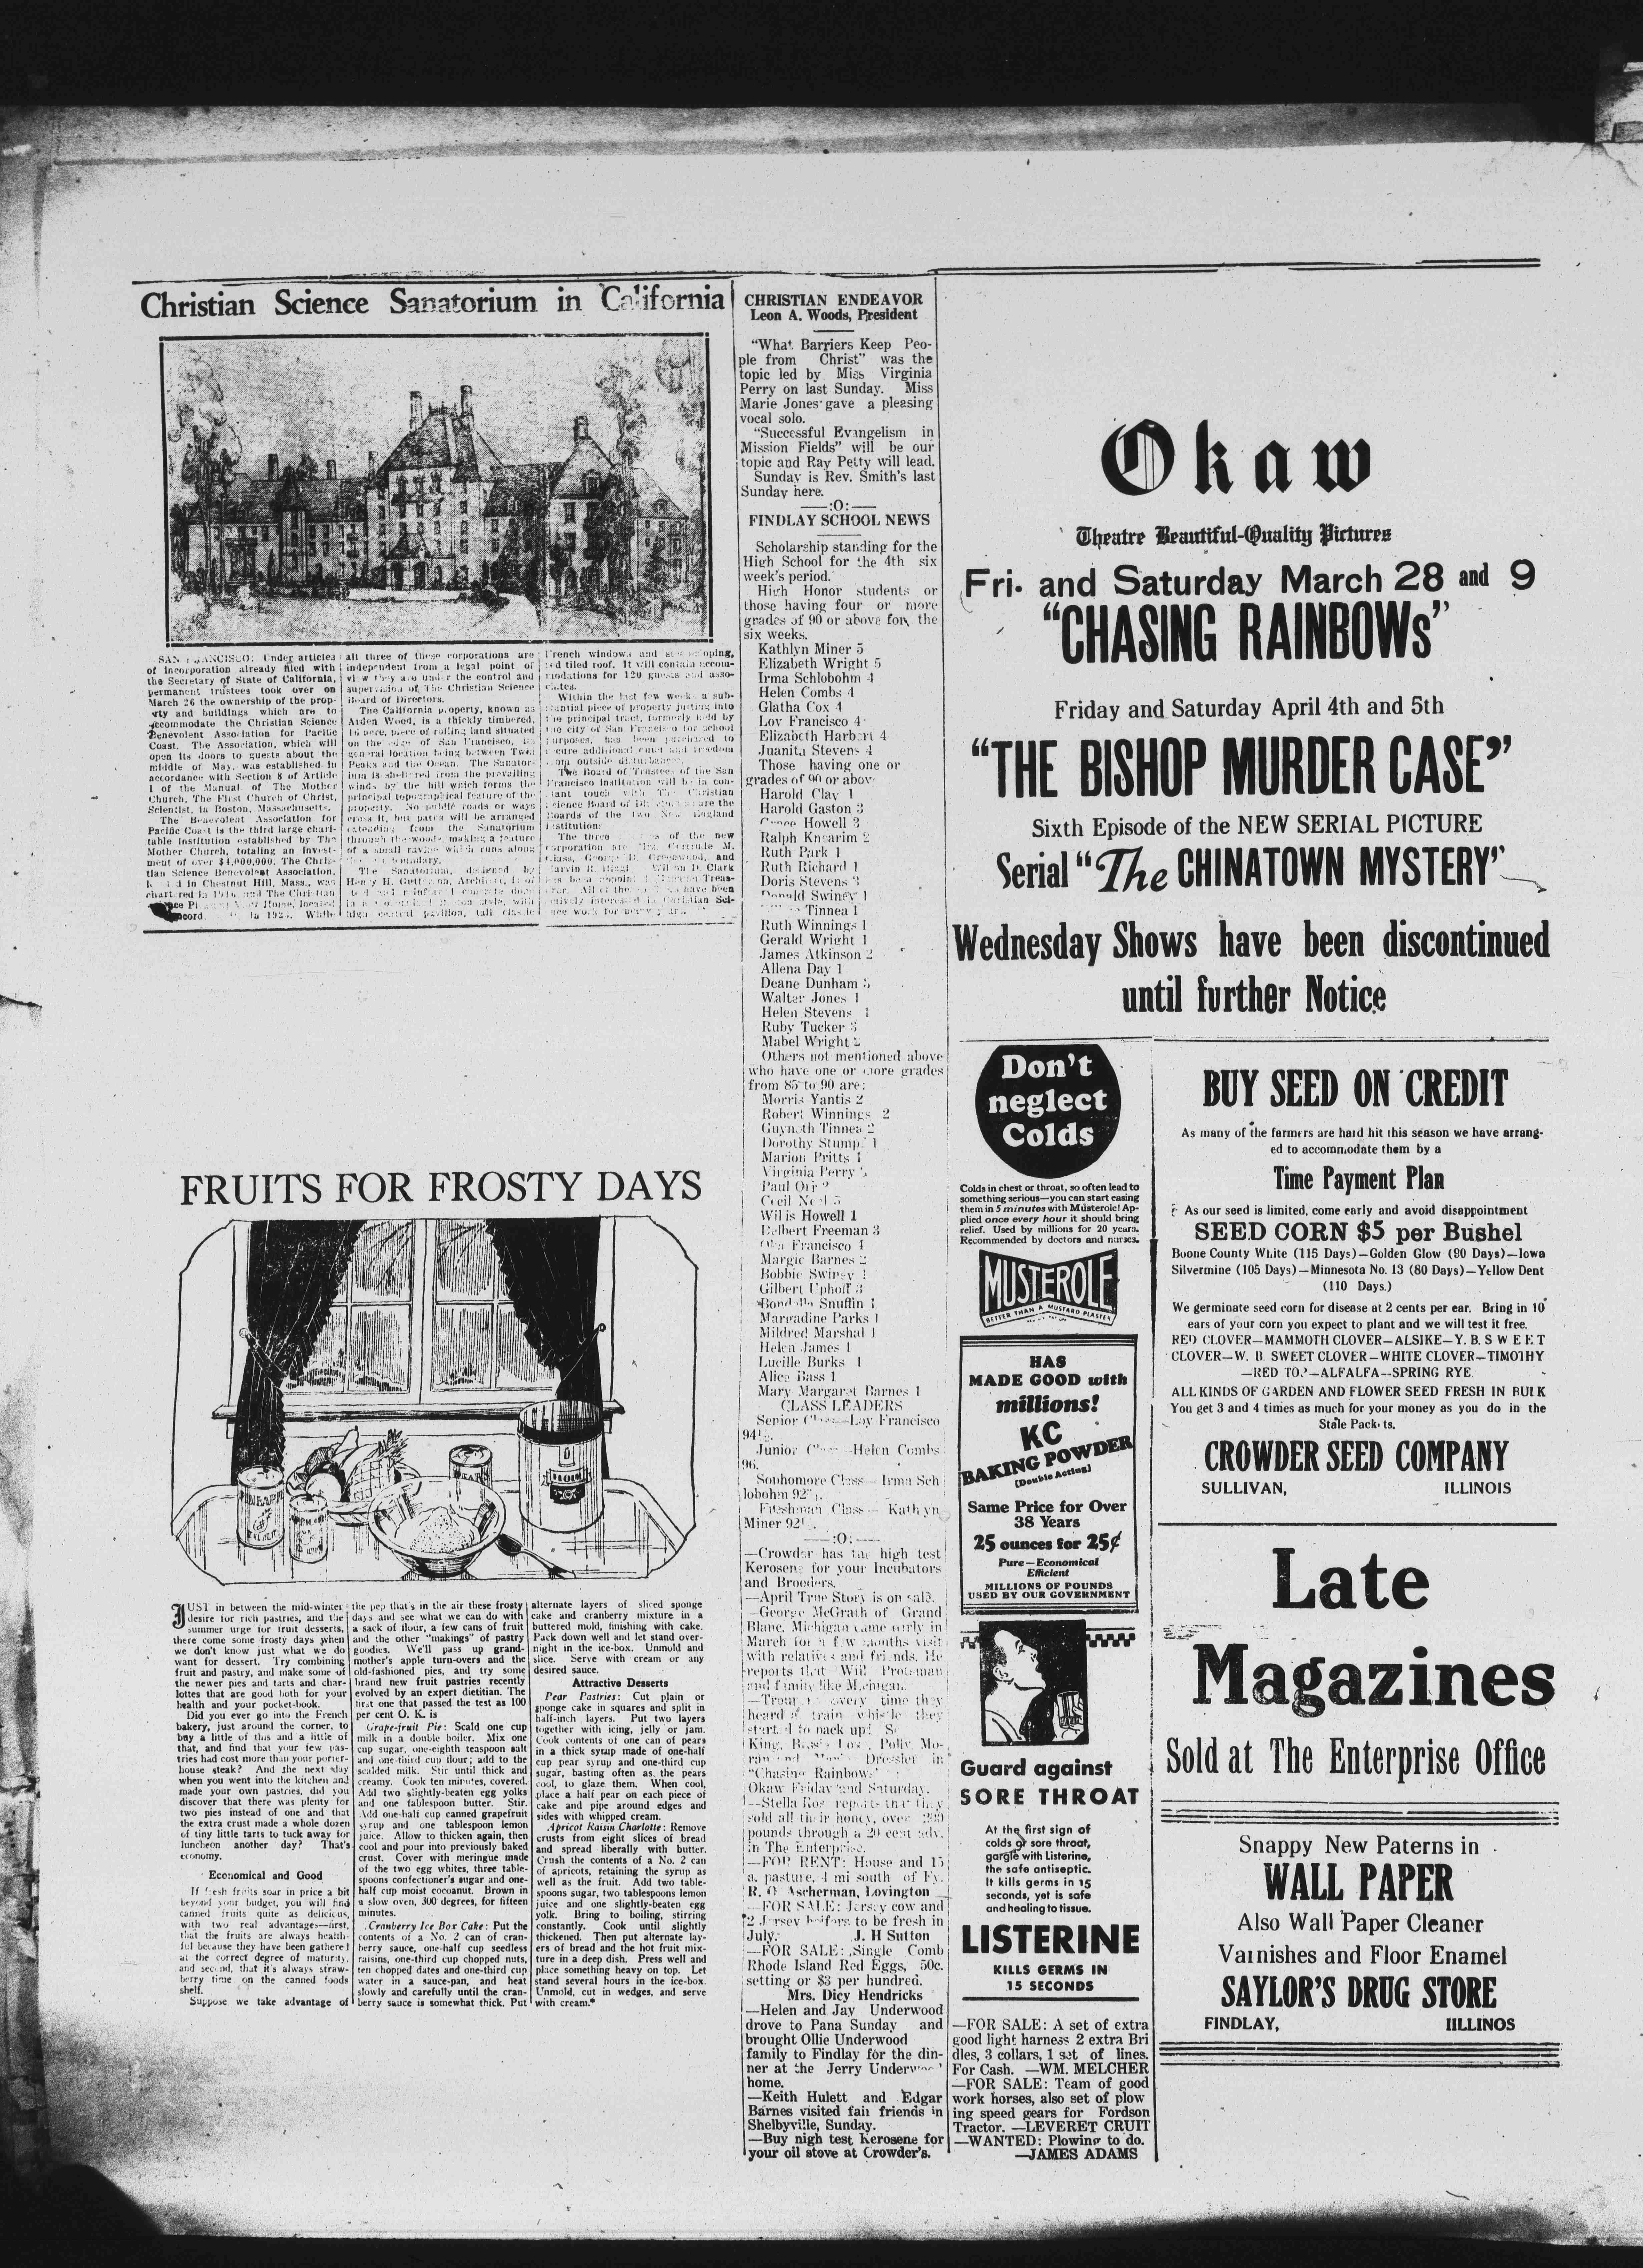 Christian Science Sanatorium in California
SAN FRANCISCO: Under articles
of Incorporation already filed with
the Secretary of State of California,
permanent trustees took over on
March 26 the ownership of the prop-
erty and buildings which are to
accommodate the Christian Science
Benevolent Association for Pacific
Coast. The Association, which will
open its doors to guests about the
middle of May, was established in
accordance with Section 8 of Article
1 of the Manual of The Mother
Church, The First Church of Christ,
Scientist, in Boston, Massachusetts.
The Benevolent Association for
Pacific Coast is the third large chari-
table institution established by The
Mother Church, totaling an invest-
ment of over $4,000,000. The Chris-
tian Science Benevolent Association,
in Chestnut Hill, Mass., was
chartered in and The Christian
Home, located
While
all three of these corporations are
independent from a legal point of
view they are under the control and
supervision of The Christian Science
Board of Directors.
The California property, known as
Arden Wood, is a thickly timbered,
16 acre, piece of rolling land situated
on the edge of San Francisco, its
general location being between Twin
Peaks and the Ocean. The Sanator-
ium is sheltered from the prevailing
winds by the hill which forms the
principal topographical feature of the
property. No public roads or ways
cross it, but paths will be arranged
extending from the Sanatorium
through the woods, making a feature
of a small ravine which runs along
boundary.
The Sanatorium, designed by
Henry H. Architect, is of
style, with
high central pavilion, tall classic
French windows and
red tiled roof. It will contain accom-
modations for 120 guests and asso-
ciates.
Within the last few weeks a sub-
stantial piece of property jutting into
the principal tract, formerly held by
the city of San Francisco for school
purposes, has been purchased to
secure additional quiet and freedom
from outside disturbance.
The Board of Trustees of the San
Francisco institution will be in con-
stant touch with The Christian
Science Board of Directors as are the
Boards of the two New England
institution:
The three of the new
corporation are Mrs. Gertrude M.
George Greenwood, and
D. Clark
Treas-
All of have been
actively interested in Christian Sci-
ence work for
FRUITS FOR FROSTY DAYS
JUST in between the mid-winter
desire for rich pastries, and the
summer urge for fruit desserts,
there come some frosty days when
we don't know just what we do
want for dessert. Try combining
fruit and pastry, and make some of
the newer pies and tarts and char-
lottes that are good both for your
health and your pocket-book.
Did you ever go into the French
bakery, just around the corner, to
buy a little of this and a little of
that, and find that your few pas-
tries had cost more than your porter-
house steak? And the next day
when you went into the kitchen and
made your own pastries, did you
discover that there was plenty for
two pies instead of one and that
the extra crust made a whole dozen
of tiny little tarts to tuck away for
luncheon another day? That's
economy.
Economical and Good
If fresh fruits soar in price a bit
beyond your budget, you will find
canned fruits quite as delicious,
with two real advantages—first,
that the fruits are always health-
ful because they have been gathered
at the correct degree of maturity,
and second, that it's always straw-
berry time on the canned foods
shelf.
Suppose we take advantage of
the pep that's in the air these frosty
days and see what we can do with
a sack of flour, a few cans of fruit
and the other "makings" of pastry
goodies. We'll pass up grand-
mother's apple turn-overs and the
old-fashioned pies, and try some
brand new fruit pastries recently
evolved by an expert dietitian. The
first one that passed the test as 100
per cent O. K. is
Grape-fruit Pie: Scald one cup
milk in a double boiler. Mix one
cup sugar, one-eighth teaspoon salt
and one-third cup flour; add to the
scalded milk. Stir until thick and
creamy. Cook ten minutes, covered.
Add two slightly-beaten egg yolks
and one tablespoon butter. Stir.
Add one-half cup canned grapefruit
syrup and one tablespoon lemon
juice. Allow to thicken again, then
cool and pour into previously baked
crust. Cover with meringue made
of the two egg whites, three table-
spoons confectioner's sugar and one-
half cup moist cocoanut. Brown in
a slow oven, 300 degrees, for fifteen
minutes.
Cranberry Ice Box Cake: Put the
contents of a No. 2 can of cran-
berry sauce, one-half cup seedless
raisins, one-third cup chopped nuts,
ten chopped dates and one-third cup
water in a sauce-pan, and heat
slowly and carefully until the cran-
berry sauce is somewhat thick. Put
alternate layers of sliced sponge
cake and cranberry mixture in a
buttered mold, finishing with cake.
Pack down well and let stand over-
night in the ice-box. Unmold and
slice. Serve with cream or any
desired sauce.
Attractive Desserts
Pear Pastries: Cut plain or
sponge cake in squares and split in
half-inch layers. Put two layers
together with icing, jelly or jam.
Cook contents of one can of pears
in a thick syrup made of one-half
cup pear syrup and one-third cup
sugar, basting often as the pears
cool, to glaze them. When cool,
place a half pear on each piece of
cake and pipe around edges and
sides with whipped cream.
Apricot Raisin Charlotte: Remove
crusts from eight slices of bread
and spread liberally with butter.
Crush the contents of a No. 2 can
of apricots, retaining the syrup as
well as the fruit. Add two table-
spoons sugar, two tablespoons lemon
juice and one slightly-beaten egg
yolk. Bring to boiling, stirring
constantly. Cook until slightly
thickened. Then put alternate lay-
ers of bread and the hot fruit mix-
ture in a deep dish. Press well and
place something heavy on top. Let
stand several hours in the ice-box.
Unmold, cut in wedges, and serve
with cream.*
CHRISTIAN ENDEAVOR
Leon A. Woods, President
"What Barriers Keep Peo-
ple from Christ" was the
topic led by Miss Virginia
Perry on last Sunday. Miss
Marie Jones gave a pleasing
vocal solo.
"Successful Evangelism in
Mission Fields" will be our
topic and Ray Petty will lead.
Sunday is Rev. Smith's last
Sunday here.
—:O:—
FINDLAY SCHOOL NEWS
Scholarship standing for the
High School for the 4th six
week's period.
High Honor students or
those having four or more
grades of 90 or above for the
six weeks.
Kathlyn Miner 5
Elizabeth Wright 5
Irma Schlobohm 4
Helen Combs 4
Glatha Cox 4
Loy Francisco 4
Elizabeth Harbert 4
Juanita Stevens 4
Those having one or
grades of 90 or above
Harold Clay 1
Harold Gaston 3
Howell 3
Ralph Knearim 2
Ruth Park 1
Ruth Richard 1
Doris Stevens 3
Donald Swiney 1
Tinnea 1
Ruth Winnings 1
Gerald Wright 1
James Atkinson 2
Allena Day 1
Deane Dunham 5
Walter Jones 1
Helen Stevens 1
Ruby Tucker 3
Mabel Wright 2
Others not mentioned above
who have one or more grades
from 85 to 90 are:
Morris Yantis 2
Robert Winnings 2
Guyneth Tinnea 2
Dorothy Stump 1
Marion Pritts 1
Virginia Perry
Paul
Cecil
Willis Howell 1
Delbert Freeman 3
Francisco 1
Margie Barnes 2
Bobbie Swiney 1
Gilbert Uphoff 3
Snuffin 1
Margadine Parks 1
Mildred Marshal 1
Helen James 1
Lucille Burks 1
Alice Bass 1
Mary Margaret Barnes 1
CLASS LEADERS
Senior Class—Loy Francisco
94½.
Junior Class—Helen Combs
96.
Sophomore Class—Irma Sch
lobohm 92
Freshman Class— Kathyn
Miner 92
—:O:—
—Crowder has the high test
Kerosene for your Incubators
and Brooders.
—April True Story is on sale.
—George McGrath of Grand
Blanc, Michigan came early in
March for a few months visit
with relatives and friends. He
reports that Will Proteman
and family like Michigan.
—Troupers every time they
heard a train whistle they
started to pack up!
King, Bessie Love, Polly Mo-
ran and Marie Dressler in
"Chasing Rainbows"
Okaw Friday and Saturday.
—Stella Ros reports that they
sold all their honey, over
pounds through a 20 cent adv.
in The Enterprise.
—FOR RENT: House and 15
a. pasture, 4 mi south of Fy.
R. O Ascherman, Lovington
—FOR SALE: Jersey cow and
2 Jersey heifers to be fresh in
July. J. H Sutton
—FOR SALE: Single Comb
Rhode Island Red Eggs, 50c.
setting or $3 per hundred.
Mrs. Dicy Hendricks
—Helen and Jay Underwood
drove to Pana Sunday and
brought Ollie Underwood
family to Findlay for the din-
ner at the Jerry Underwood
home.
—Keith Hulett and Edgar
Barnes visited fair friends in
Shelbyville, Sunday.
—Buy high test Kerosene for
your oil stove at Crowder's.
Okaw
Theatre Beautiful-Quality Pictures
Fri. and Saturday March 28 and 9
"CHASING RAINBOWs"
Friday and Saturday April 4th and 5th
"THE BISHOP MURDER CASE"
Sixth Episode of the NEW SERIAL PICTURE
Serial "The CHINATOWN MYSTERY"
Wednesday Shows have been discontinued
until further Notice
Don't
neglect
Colds
Colds in chest or throat, so often lead to
something serious—you can start easing
them in 5 minutes with Musterole! Ap-
plied once every hour it should bring
relief. Used by millions for 20 years.
Recommended by doctors and nurses.
MUSTEROLE
BETTER THAN A MUSTARD PLASTER
HAS
MADE GOOD with
millions!
KC
BAKING POWDER
(Double Acting)
Same Price for Over
38 Years
25 ounces for 25¢
Pure—Economical
Efficient
MILLIONS OF POUNDS
USED BY OUR GOVERNMENT
Guard against
SORE THROAT
At the first sign of
colds or sore throat,
gargle with Listerine,
the safe antiseptic.
It kills germs in 15
seconds, yet is safe
and healing to tissue.
LISTERINE
KILLS GERMS IN
15 SECONDS
—FOR SALE: A set of extra
good light harness 2 extra Bri
dles, 3 collars, 1 set of lines.
For Cash. —WM. MELCHER
—FOR SALE: Team of good
work horses, also set of plow
ing speed gears for Fordson
Tractor. —LEVERET CRUIT
—WANTED: Plowing to do.
—JAMES ADAMS
BUY SEED ON CREDIT
As many of the farmers are hard hit this season we have arrang-
ed to accommodate them by a
Time Payment Plan
As our seed is limited, come early and avoid disappointment
SEED CORN $5 per Bushel
Boone County White (115 Days)—Golden Glow (90 Days)—Iowa
Silvermine (105 Days)—Minnesota No. 13 (80 Days)—Yellow Dent
(110 Days.)
We germinate seed corn for disease at 2 cents per ear. Bring in 10
ears of your corn you expect to plant and we will test it free.
RED CLOVER—MAMMOTH CLOVER—ALSIKE—Y. B. SWEET
CLOVER—W. B. SWEET CLOVER—WHITE CLOVER—TIMOTHY
—RED TOP—ALFALFA—SPRING RYE
ALL KINDS OF GARDEN AND FLOWER SEED FRESH IN BULK
You get 3 and 4 times as much for your money as you do in the
Stale Packets.
CROWDER SEED COMPANY
SULLIVAN, ILLINOIS
Late
Magazines
Sold at The Enterprise Office
Snappy New Paterns in
WALL PAPER
Also Wall Paper Cleaner
Varnishes and Floor Enamel
SAYLOR'S DRUG STORE
FINDLAY, IILLINOS